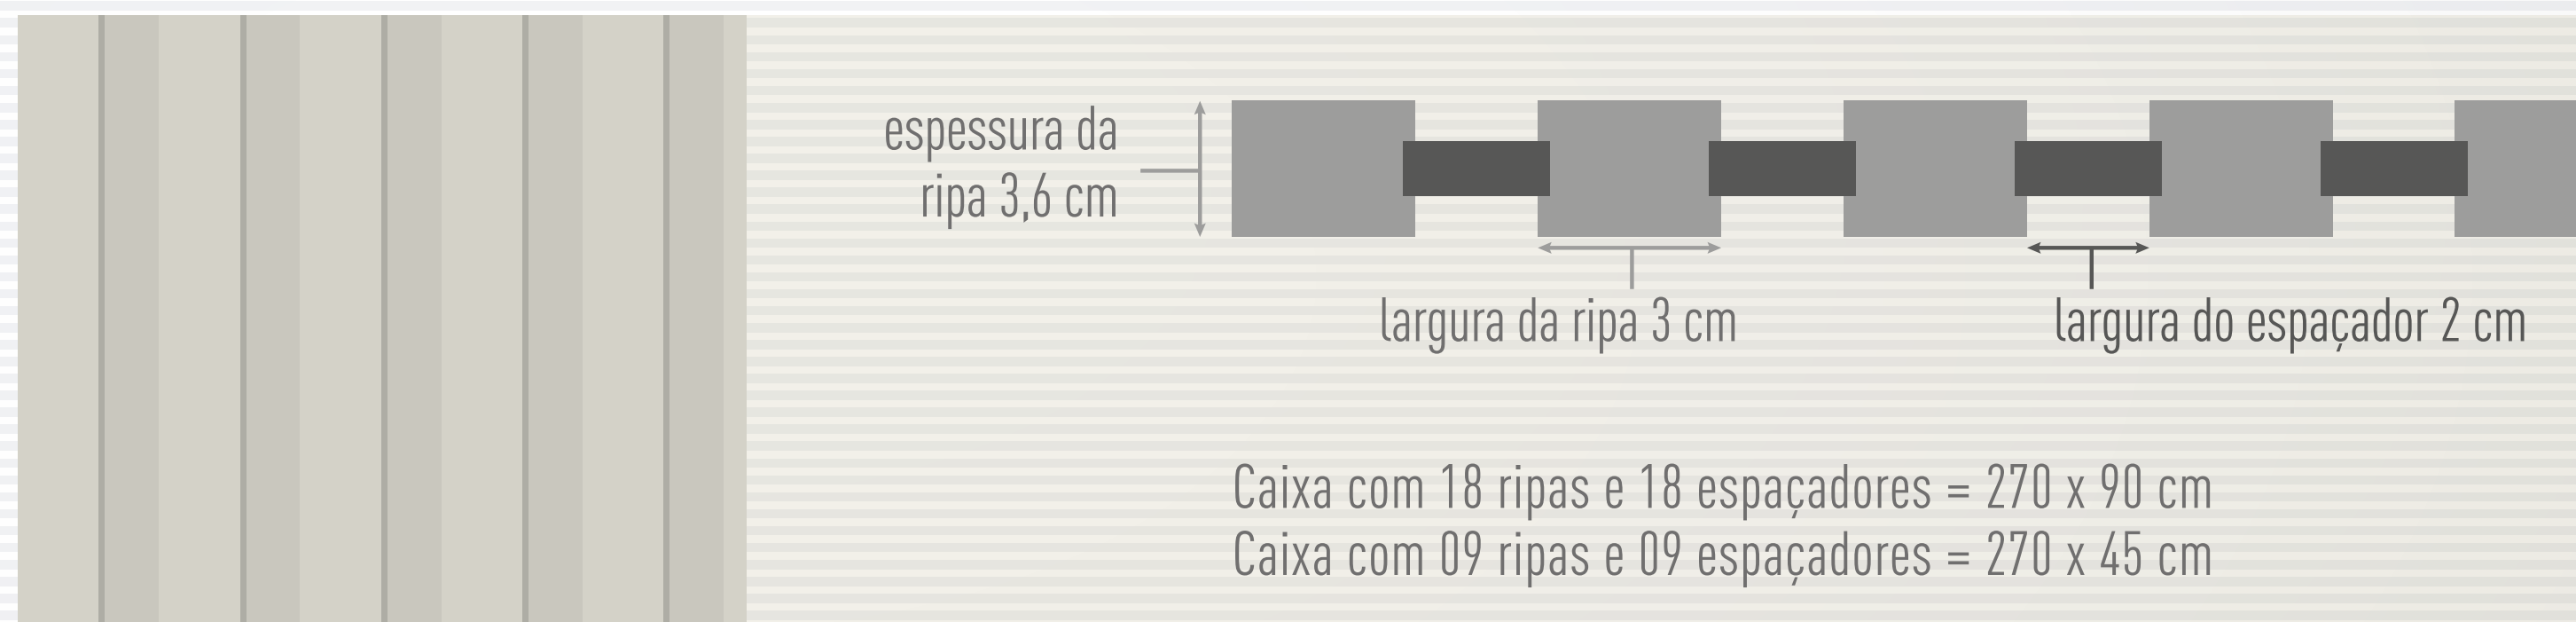 espessura da
ripa 3,6 cm
largura da ripa 3 cm
largura do espaçador 2 cm
Caixa com 18 ripas e 18 espaçadores = 270 x 90 cm
Caixa com 09 ripas e 09 espaçadores = 270 x 45 cm